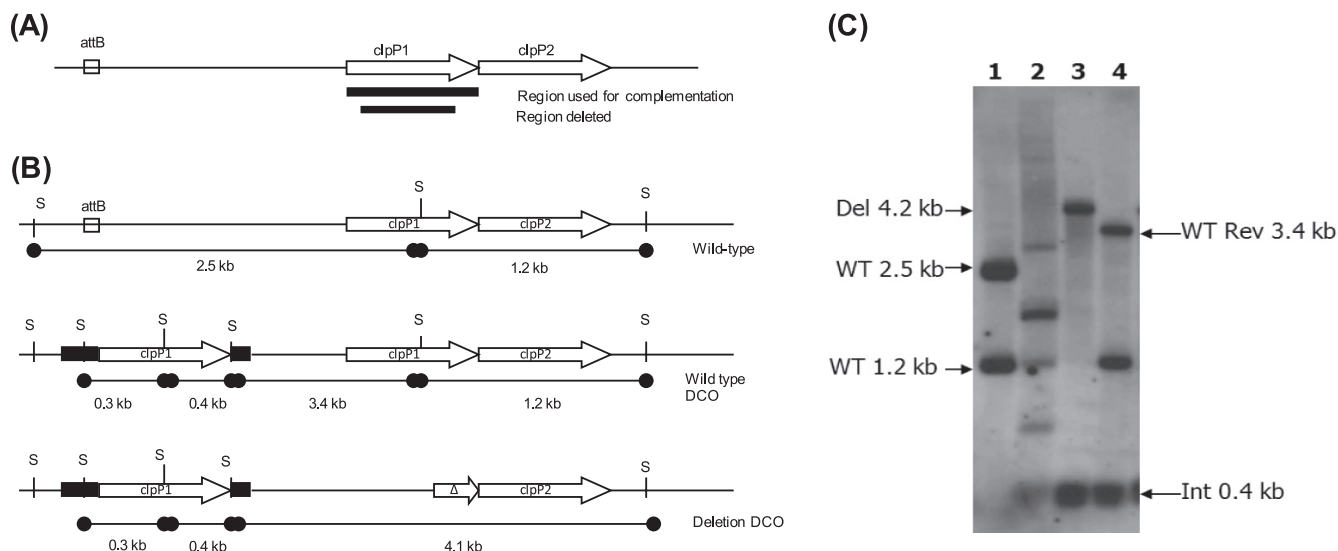 (A)
attB
clpP1
clpP2
Region used for complementation
Region deleted
(B)
S
attB
S
S
clpP1
clpP2
Wild-type
2.5 kb
1.2 kb
S
S
S
S
S
S
clpP1
clpP1
clpP2
Wild type
DCO
0.3 kb
0.4 kb
3.4 kb
1.2 kb
S
S
S
S
S
clpP1
Δ
clpP2
Deletion DCO
0.3 kb
0.4 kb
4.1 kb
(C)
1 2 3 4
Del 4.2 kb
WT Rev 3.4 kb
WT 2.5 kb
WT 1.2 kb
Int 0.4 kb